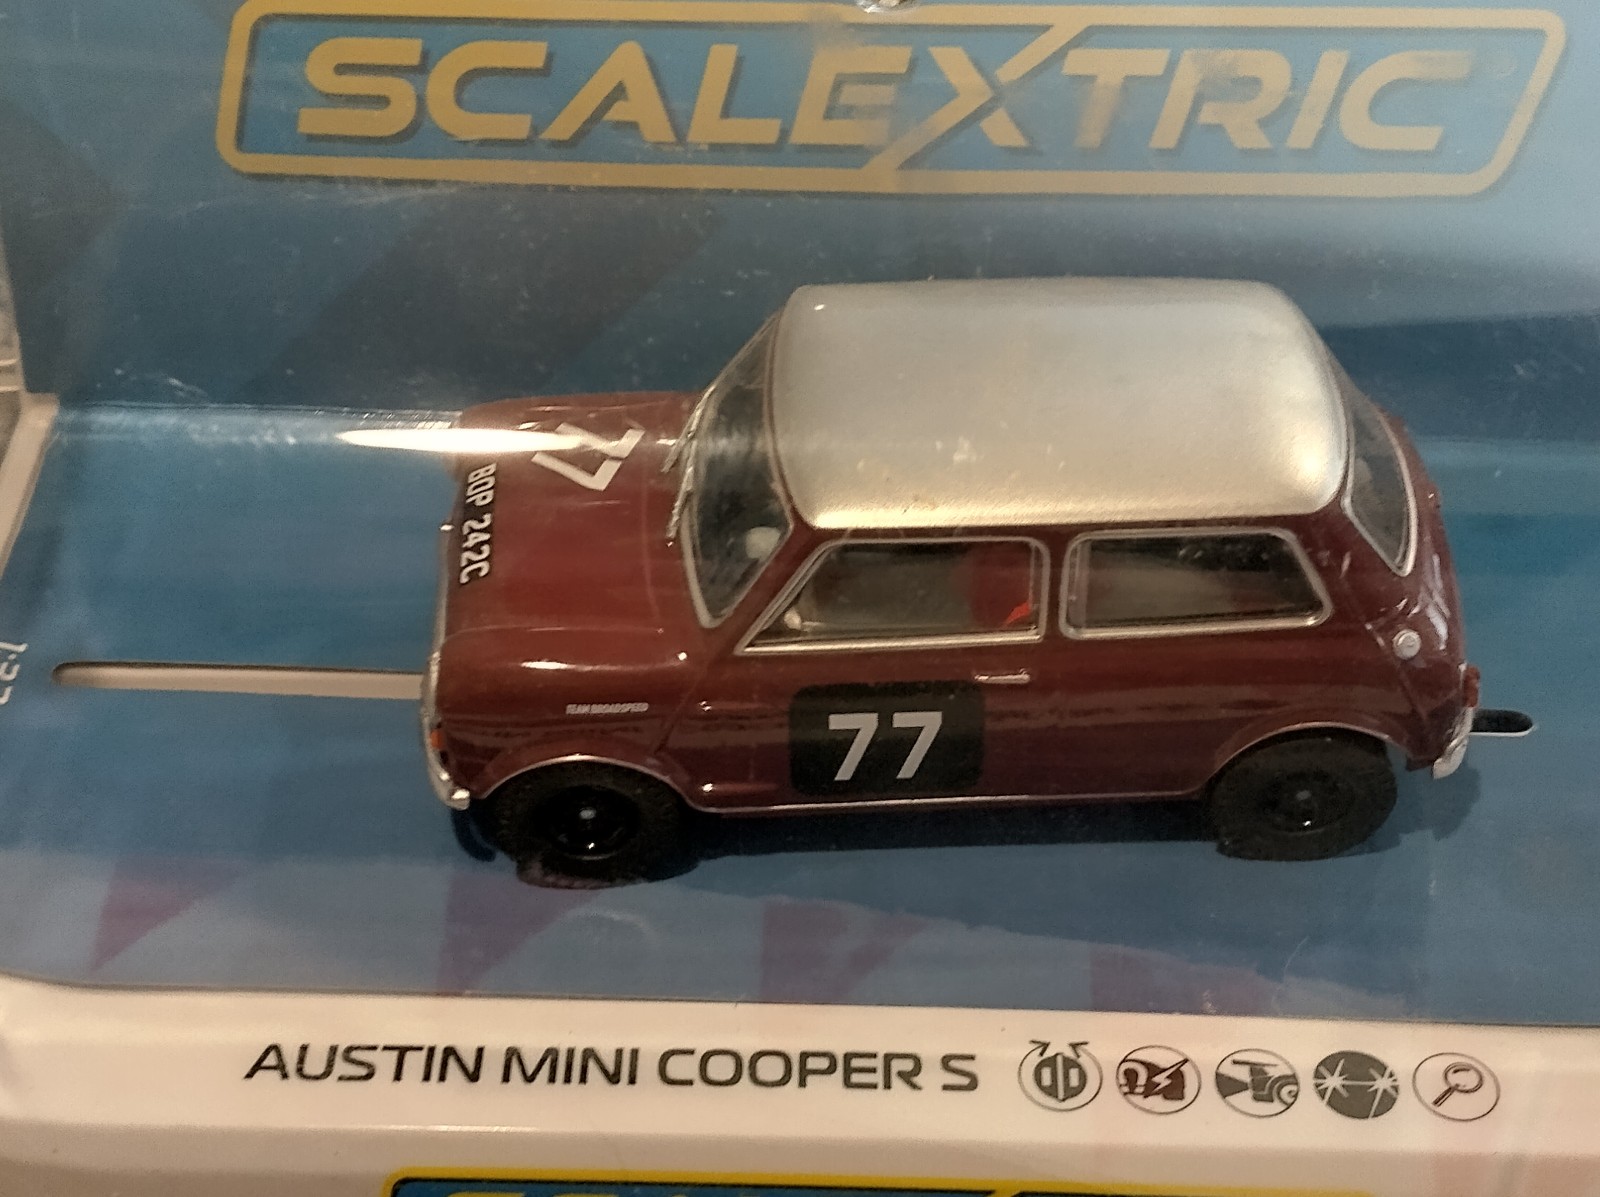 SCALEXTRIC
77
BOP 242C
TEAM BROADSPEED
77
AUSTIN MINI COOPER S